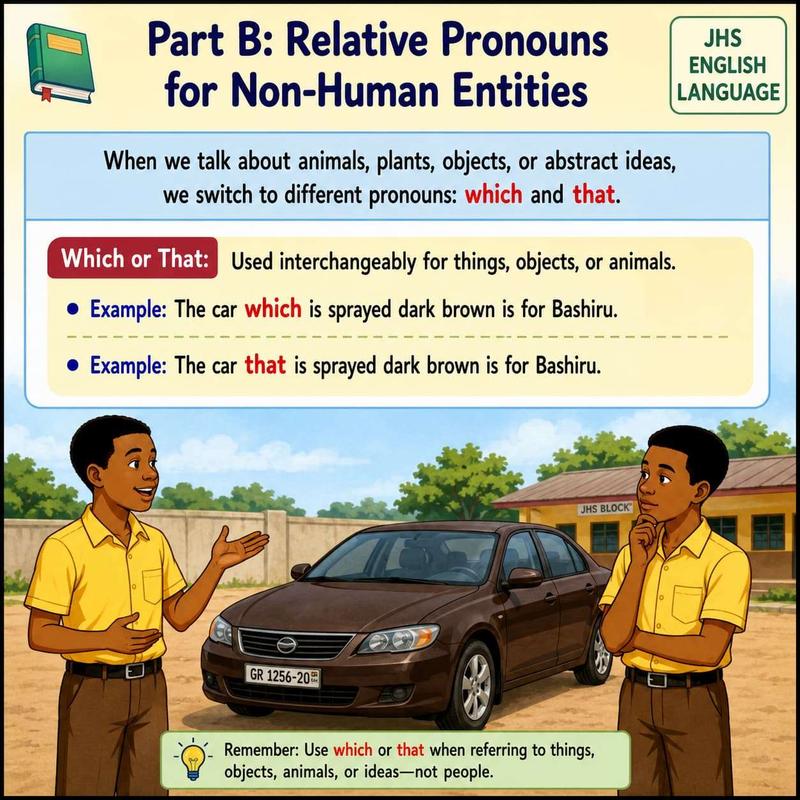 Part B: Relative Pronouns
for Non-Human Entities
JHS
ENGLISH
LANGUAGE
When we talk about animals, plants, objects, or abstract ideas,
we switch to different pronouns: which and that.
Which or That: Used interchangeably for things, objects, or animals.
• Example: The car which is sprayed dark brown is for Bashiru.
• Example: The car that is sprayed dark brown is for Bashiru.
JHS BLOCK
GR 1256-20
Remember: Use which or that when referring to things,
objects, animals, or ideas—not people.